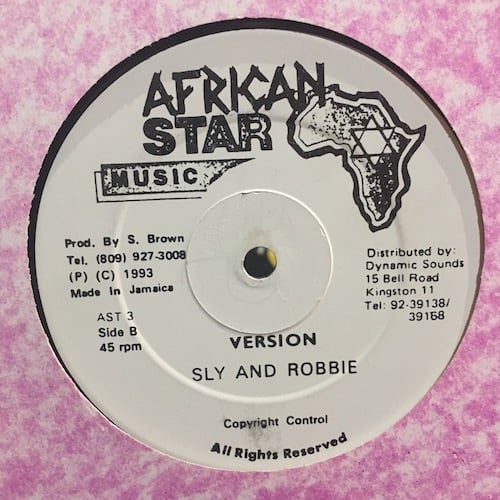 AFRICAN
STAR
MUSIC
Prod. By S. Brown
Tel. (809) 927-3008
(P) (C) 1993
Made In Jamaica
AST 3
Side B
45 rpm
Distributed by:
Dynamic Sounds
15 Bell Road
Kingston 11
Tel: 92-39138/
39168
VERSION
SLY AND ROBBIE
Copyright Control
All Rights Reserved